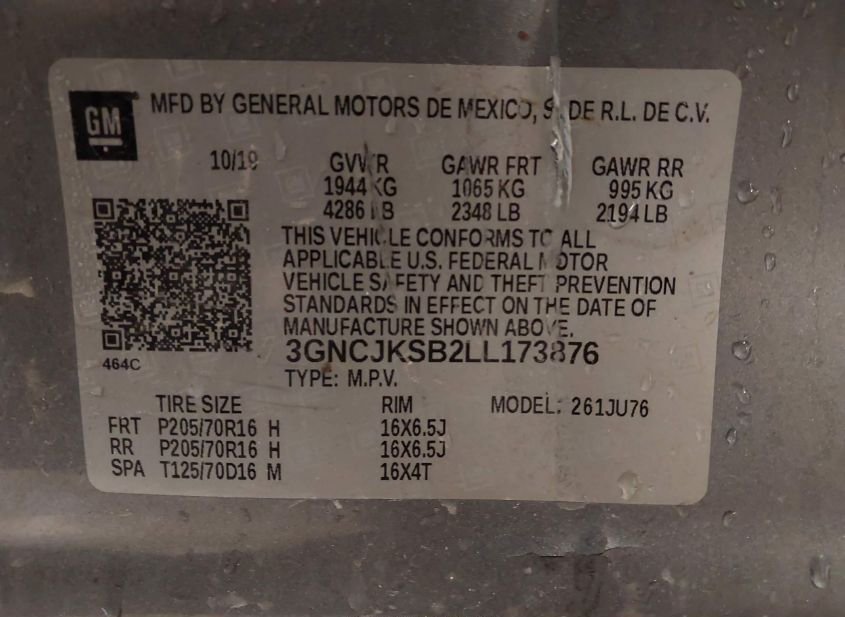 GM
MFD BY GENERAL MOTORS DE MEXICO, S. DE R.L. DE C.V.
10/19 GVWR GAWR FRT GAWR RR
1944 KG 1065 KG 995 KG
4286 LB 2348 LB 2194 LB
THIS VEHICLE CONFORMS TO ALL
APPLICABLE U.S. FEDERAL MOTOR
VEHICLE SAFETY AND THEFT PREVENTION
STANDARDS IN EFFECT ON THE DATE OF
MANUFACTURE SHOWN ABOVE.
464C
3GNCJKSB2LL173876
TYPE: M.P.V.
TIRE SIZE RIM MODEL: 261JU76
FRT P205/70R16 H 16X6.5J
RR P205/70R16 H 16X6.5J
SPA T125/70D16 M 16X4T